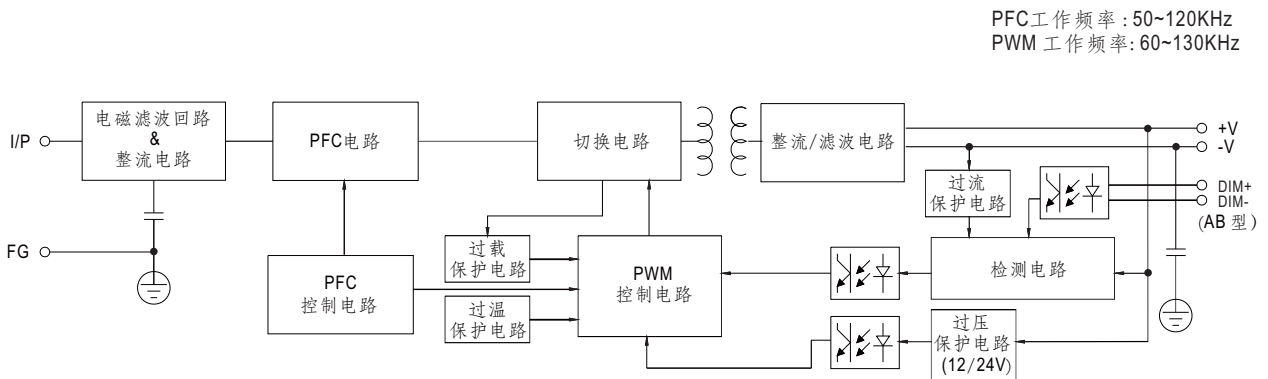 PFC工作频率:50~120KHz
PWM 工作频率:60~130KHz
I/P
电磁滤波回路
&
整流电路
PFC电路
切换电路
整流/滤波电路
+V
-V
过流
保护电路
DIM+
DIM-
(AB 型)
FG
过载
保护电路
PFC
控制电路
PWM
控制电路
检测电路
过温
保护电路
过压
保护电路
(12/24V)